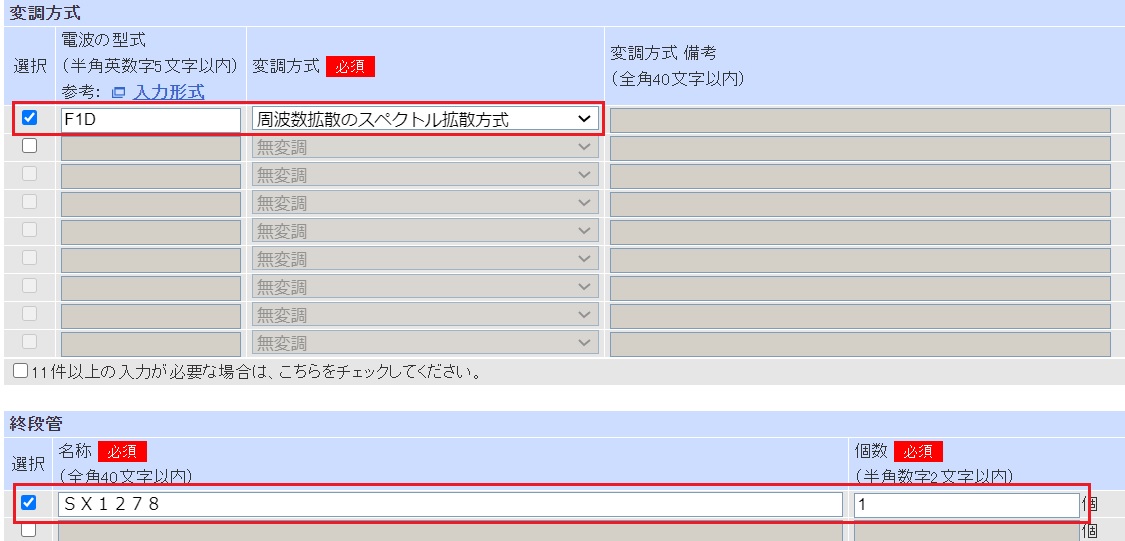 変調方式
選択
電波の型式
（半角英数字5文字以内）
参考: 入力形式
変調方式 必須
変調方式 備考
（全角40文字以内）
F1D 周波数拡散のスペクトル拡散方式
無変調
無変調
無変調
無変調
無変調
無変調
無変調
無変調
11件以上の入力が必要な場合は、こちらをチェックしてください。
終段管
選択
名称 必須
（全角40文字以内）
個数 必須
（半角数字2文字以内）
ＳＸ１２７８ 1 個
個